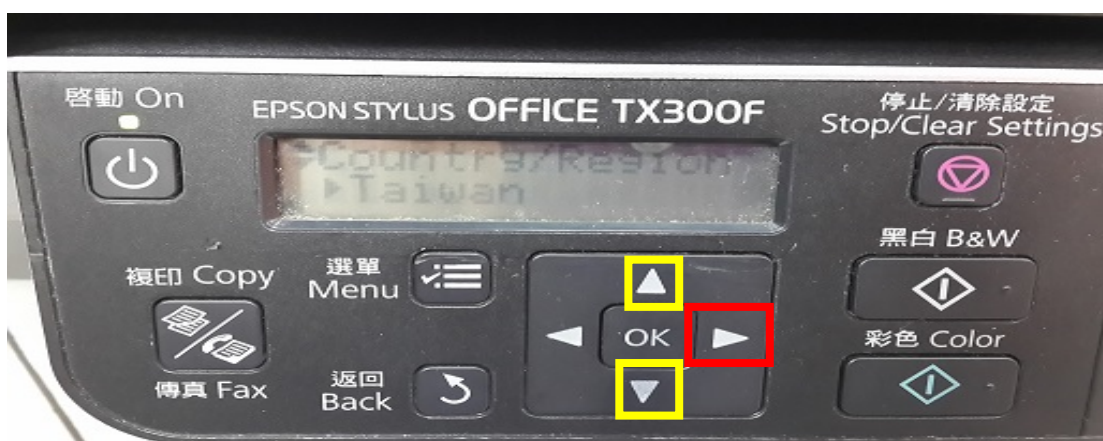 啓動 On
EPSON STYLUS OFFICE TX300F
停止/清除設定
Stop/Clear Settings
Country/Region
Taiwan
黑白 B&W
複印 Copy
選單
Menu
OK
彩色 Color
傳真 Fax
返回
Back